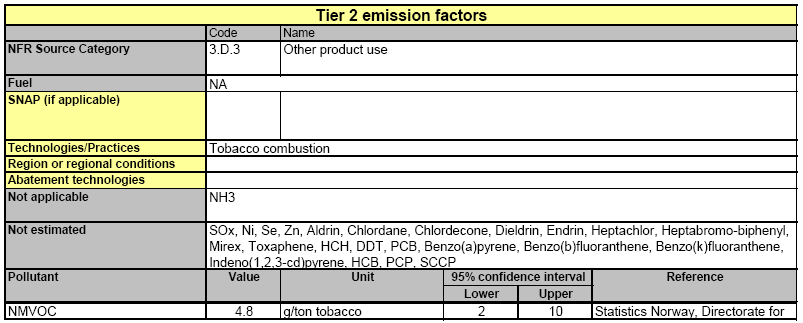 Tier 2 emission factors
Code Name
NFR Source Category 3.D.3 Other product use
Fuel NA
SNAP (if applicable)
Technologies/Practices Tobacco combustion
Region or regional conditions
Abatement technologies
Not applicable NH3
Not estimated SOx, Ni, Se, Zn, Aldrin, Chlordane, Chlordecone, Dieldrin, Endrin, Heptachlor, Heptabromo-biphenyl,
Mirex, Toxaphene, HCH, DDT, PCB, Benzo(a)pyrene, Benzo(b)fluoranthene, Benzo(k)fluoranthene,
Indeno(1,2,3-cd)pyrene, HCB, PCP, SCCP
Pollutant Value Unit 95% confidence interval Reference
Lower Upper
NMVOC 4.8 g/ton tobacco 2 10 Statistics Norway, Directorate for